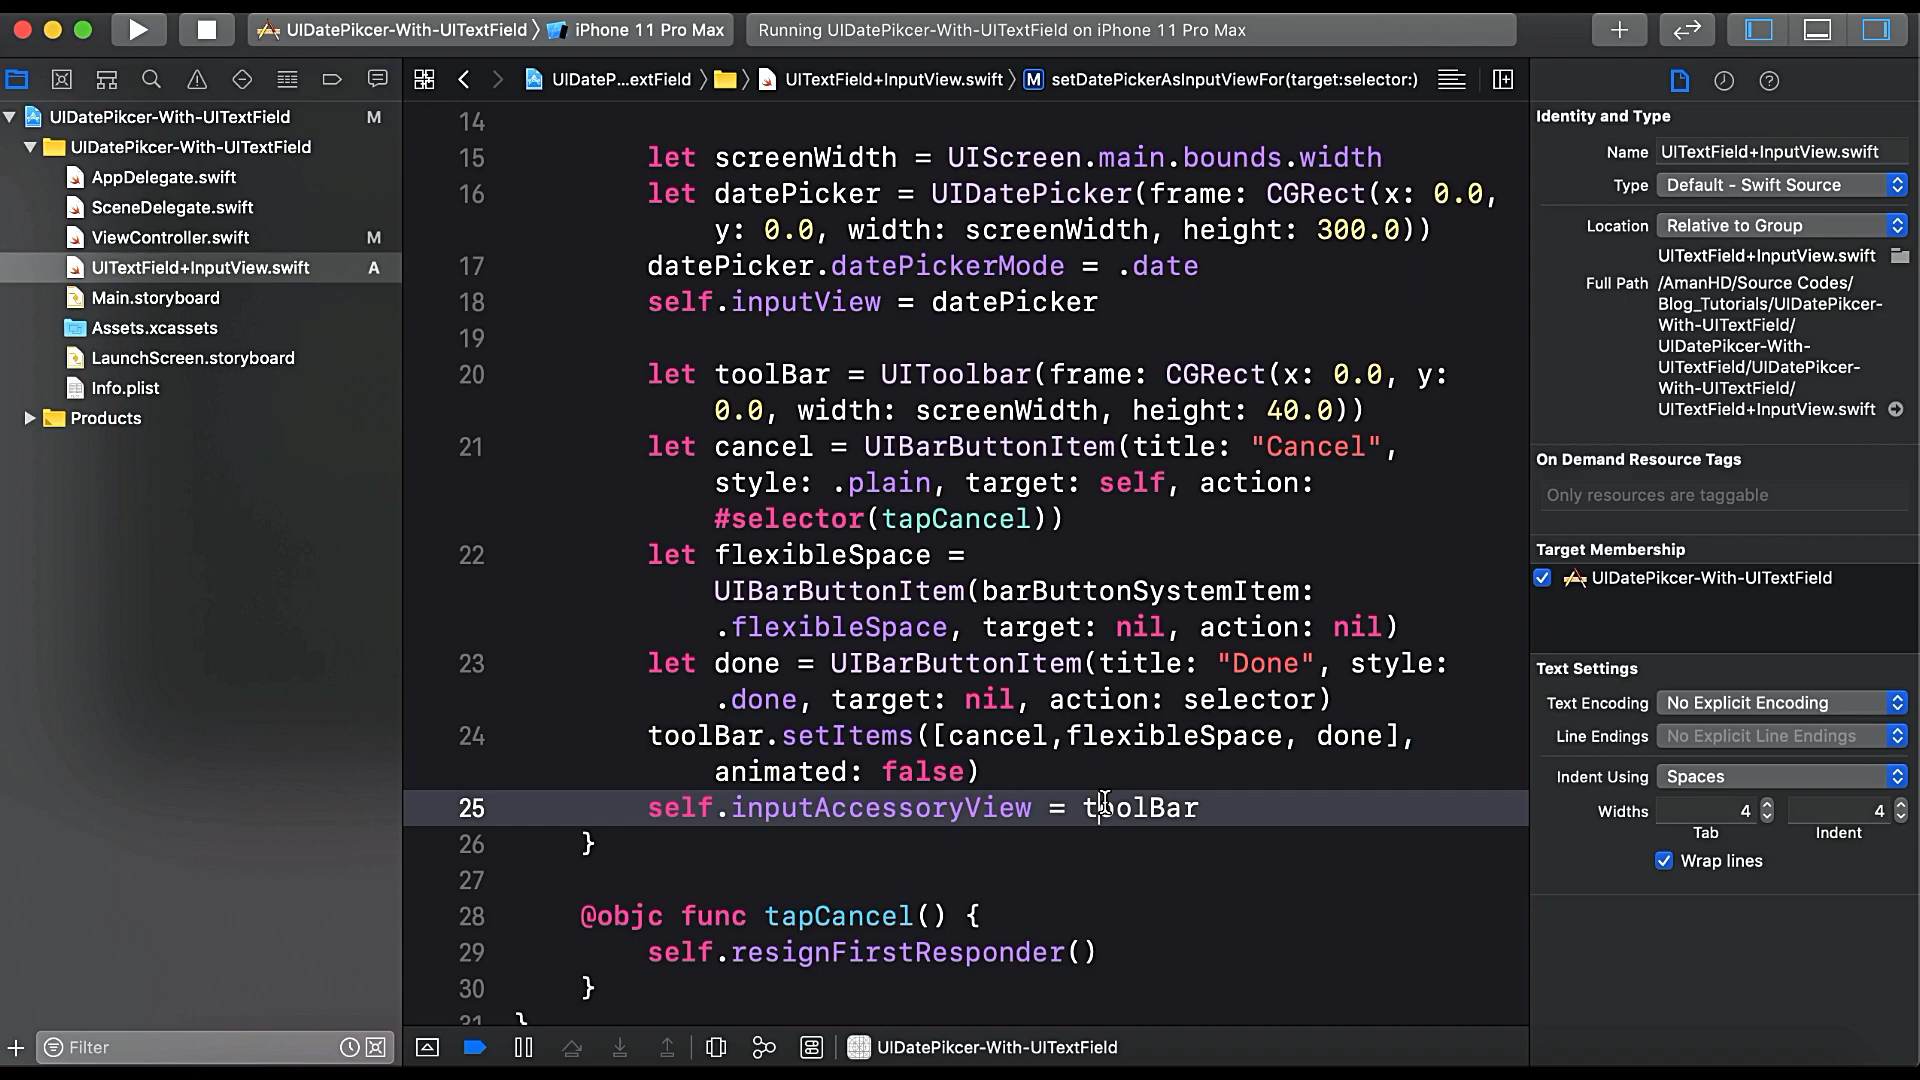 UIDatePikcer-With-UITextField
iPhone 11 Pro Max
Running UIDatePikcer-With-UITextField on iPhone 11 Pro Max
UIDateP...extField
UITextField+InputView.swift
M
setDatePickerAsInputViewFor(target:selector:)
UIDatePikcer-With-UITextField M
UIDatePikcer-With-UITextField
AppDelegate.swift
SceneDelegate.swift
ViewController.swift M
UITextField+InputView.swift A
Main.storyboard
Assets.xcassets
LaunchScreen.storyboard
Info.plist
Products
Filter
14
15 let screenWidth = UIScreen.main.bounds.width
16 let datePicker = UIDatePicker(frame: CGRect(x: 0.0,
y: 0.0, width: screenWidth, height: 300.0))
17 datePicker.datePickerMode = .date
18 self.inputView = datePicker
19
20 let toolBar = UIToolbar(frame: CGRect(x: 0.0, y:
0.0, width: screenWidth, height: 40.0))
21 let cancel = UIBarButtonItem(title: "Cancel",
style: .plain, target: self, action:
#selector(tapCancel))
22 let flexibleSpace =
UIBarButtonItem(barButtonSystemItem:
.flexibleSpace, target: nil, action: nil)
23 let done = UIBarButtonItem(title: "Done", style:
.done, target: nil, action: selector)
24 toolBar.setItems([cancel,flexibleSpace, done],
animated: false)
25 self.inputAccessoryView = toolBar
26 }
27
28 @objc func tapCancel() {
29 self.resignFirstResponder()
30 }
31 }
UIDatePikcer-With-UITextField
Identity and Type
Name UITextField+InputView.swift
Type Default - Swift Source
Location Relative to Group
UITextField+InputView.swift
Full Path /AmanHD/Source Codes/
Blog_Tutorials/UIDatePikcer-
With-UITextField/
UIDatePikcer-With-
UITextField/UIDatePikcer-
With-UITextField/
UITextField+InputView.swift
On Demand Resource Tags
Only resources are taggable
Target Membership
UIDatePikcer-With-UITextField
Text Settings
Text Encoding No Explicit Encoding
Line Endings No Explicit Line Endings
Indent Using Spaces
Widths 4 4
Tab Indent
Wrap lines